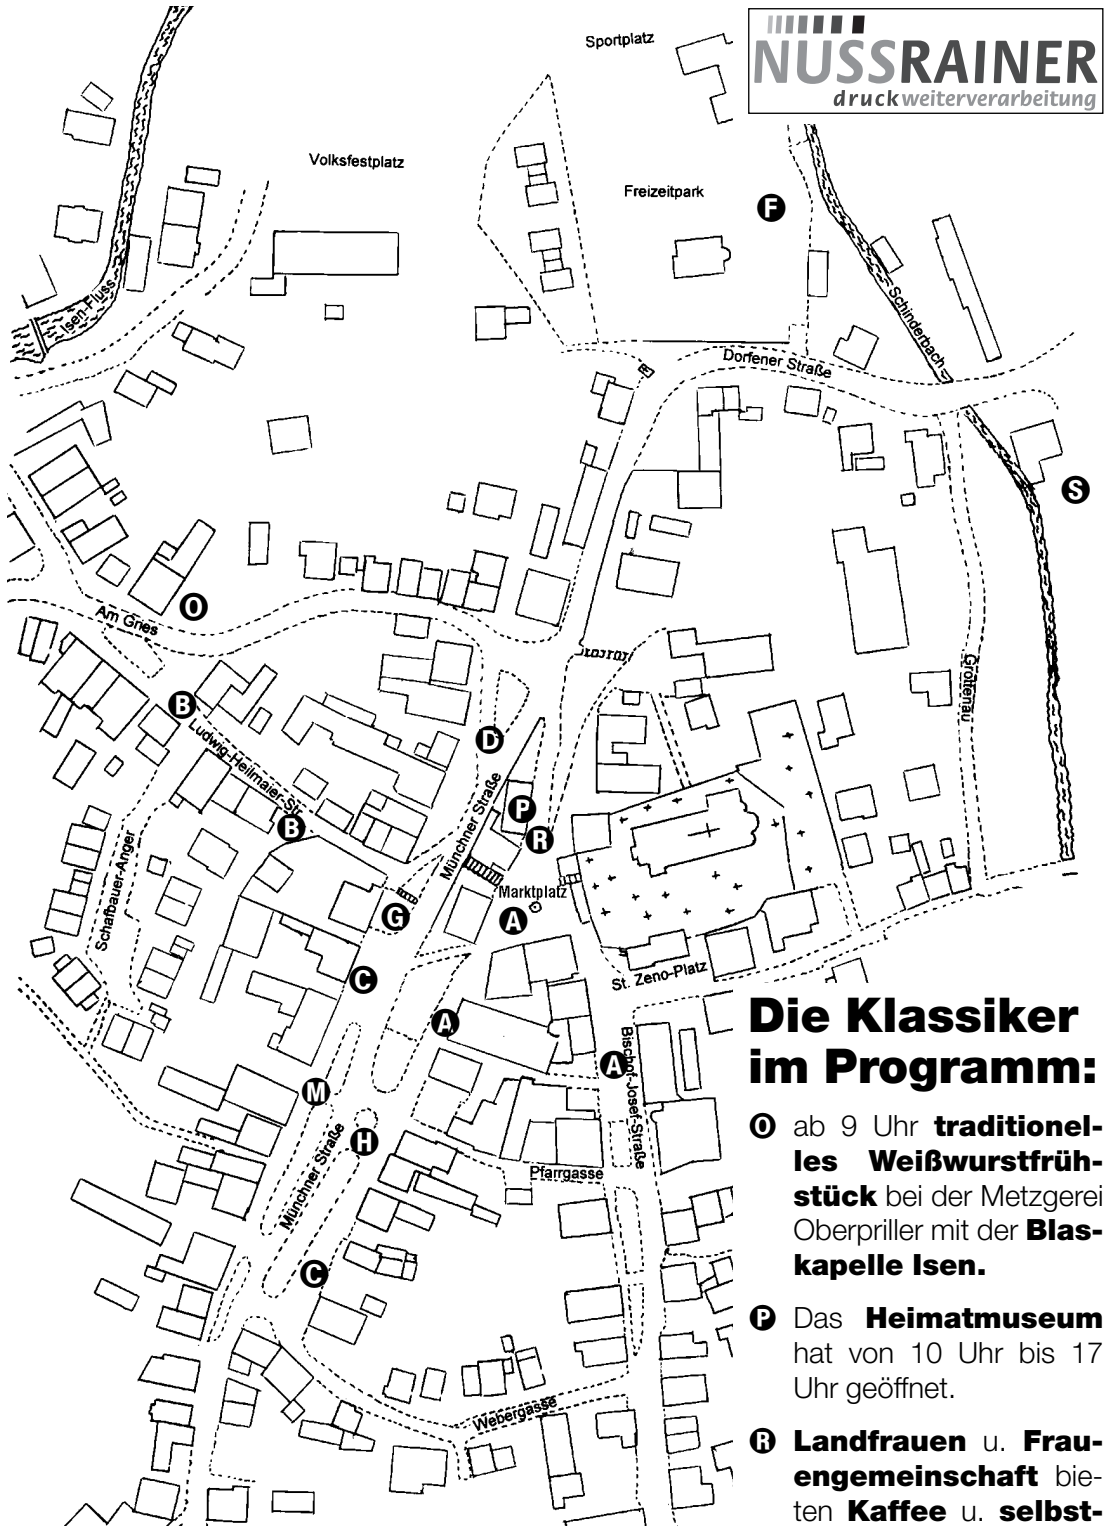 Sportplatz
NUSSRAINER
druckweiterverarbeitung
Volksfestplatz
Freizeitpark
F
Isen-Fluss
Schinderbach
Dorfener Straße
S
O
Am Gries
B
Ludwig-Heilmaier-Str.
D
Münchner Straße
P
R
B
Grottenau
Schafbauer-Anger
Marktplatz
G
A
C
St. Zeno-Platz
A
A
Bischof-Josef-Straße
M
H
Münchner Straße
Pfarrgasse
C
Webergasse
Die Klassiker
im Programm:
O ab 9 Uhr traditionel-
les Weißwurstfrüh-
stück bei der Metzgerei
Oberpriller mit der Blas-
kapelle Isen.
P Das Heimatmuseum
hat von 10 Uhr bis 17
Uhr geöffnet.
R Landfrauen u. Frau-
engemeinschaft bie-
ten Kaffee u. selbst-